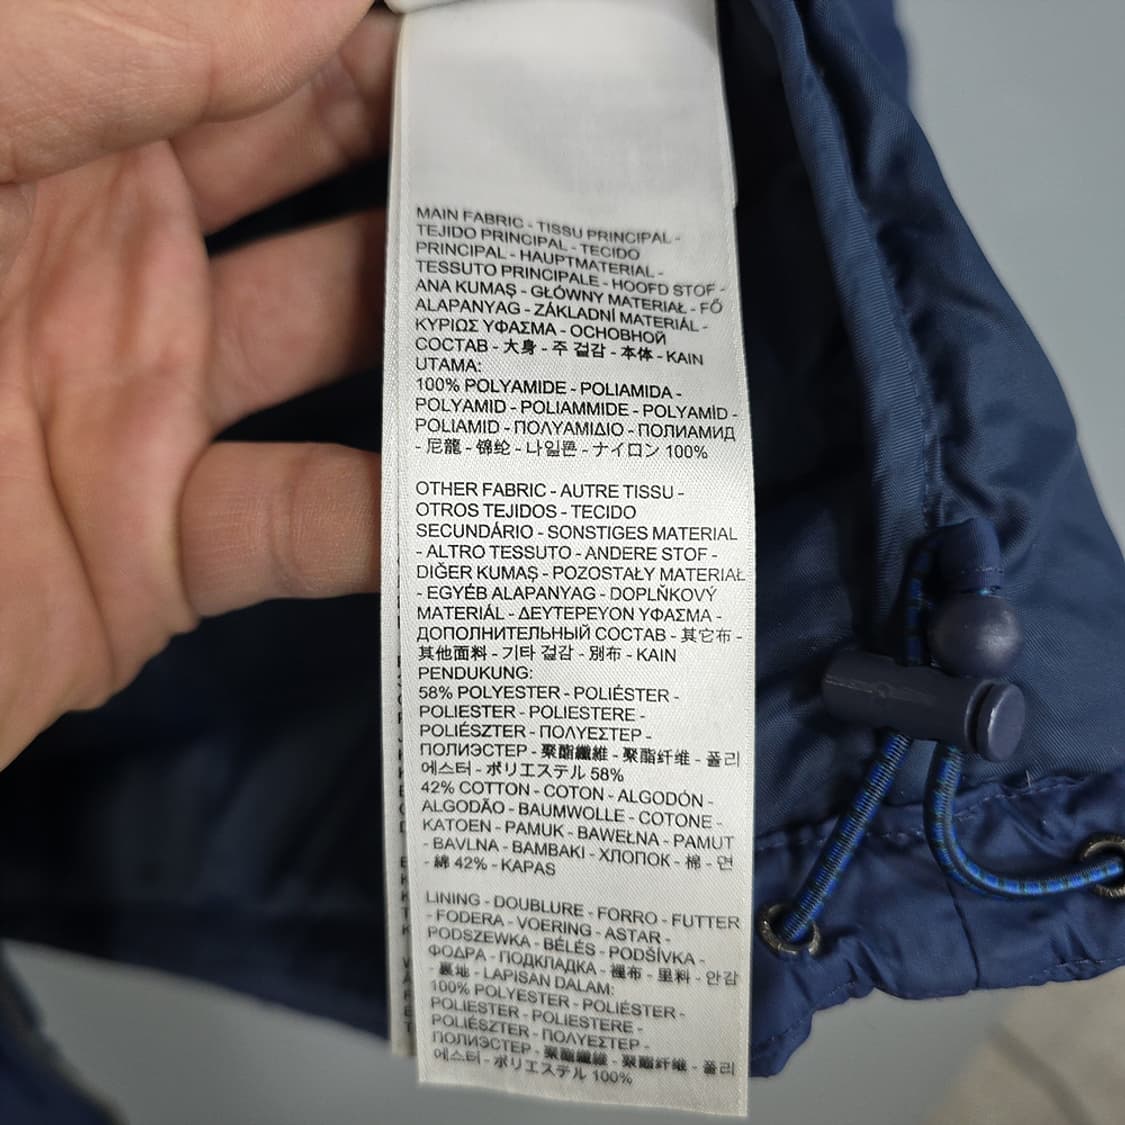 MAIN FABRIC - TISSU PRINCIPAL -
TEJIDO PRINCIPAL - TECIDO
PRINCIPAL - HAUPTMATERIAL -
TESSUTO PRINCIPALE - HOOFD STOF -
ANA KUMAŞ - GŁÓWNY MATERIAŁ - FŐ
ALAPANYAG - ZÁKLADNÍ MATERIÁL -
ΚΥΡΙΩΣ ΥΦΑΣΜΑ - ОСНОВНОЙ
СОСТАВ - 大身 - 주 겉감 - 本体 - KAIN
UTAMA:
100% POLYAMIDE - POLIAMIDA -
POLYAMID - POLIAMMIDE - POLYAMÍD -
POLIAMID - ΠΟΛΥΑΜΙΔΙΟ - ПОЛИАМИД
- 尼龍 - 锦纶 - 나일론 - ナイロン 100%
OTHER FABRIC - AUTRE TISSU -
OTROS TEJIDOS - TECIDO
SECUNDÁRIO - SONSTIGES MATERIAL
- ALTRO TESSUTO - ANDERE STOF -
DIĞER KUMAŞ - POZOSTAŁY MATERIAŁ
- EGYÉB ALAPANYAG - DOPLŇKOVÝ
MATERIÁL - ΔΕΥΤΕΡΕΥΟΝ ΥΦΑΣΜΑ -
ДОПОЛНИТЕЛЬНЫЙ СОСТАВ - 其它布 -
其他面料 - 기타 겉감 - 別布 - KAIN
PENDUKUNG:
58% POLYESTER - POLIÉSTER -
POLIESTER - POLIESTERE -
POLIÉSZTER - ΠΟΛΥΕΣΤΕΡ -
ПОЛИЭСТЕР - 聚酯纖維 - 聚酯纤维 - 폴리
에스터 - ポリエステル 58%
42% COTTON - COTON - ALGODÓN -
ALGODÃO - BAUMWOLLE - COTONE -
KATOEN - PAMUK - BAWEŁNA - PAMUT
- BAVLNA - BAMBAKI - ХЛОПОК - 棉 - 면
- 綿 42% - KAPAS
LINING - DOUBLURE - FORRO - FUTTER
- FODERA - VOERING - ASTAR -
PODSZEWKA - BÉLÉS - PODŠÍVKA -
ΦΟΔΡΑ - ПОДКЛАДКА - 裡布 - 里料 - 안감
- 裏地 - LAPISAN DALAM:
100% POLYESTER - POLIÉSTER -
POLIESTER - POLIESTERE -
POLIÉSZTER - ΠΟΛΥΕΣΤΕΡ -
ПОЛИЭСТЕР - 聚酯纖維 - 聚酯纤维 - 폴리
에스터 - ポリエステル 100%